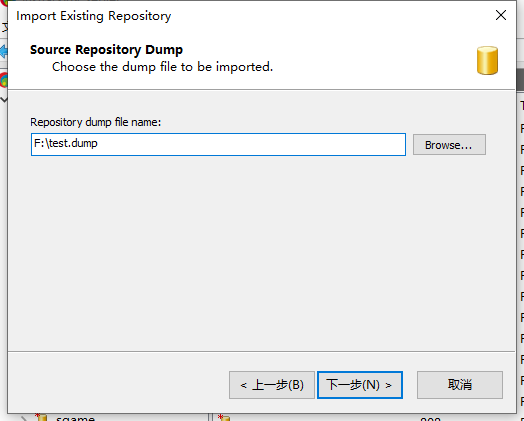 Import Existing Repository
Source Repository Dump
Choose the dump file to be imported.
Repository dump file name:
F:\test.dump
Browse...
< 上一步(B)
下一步(N) >
取消